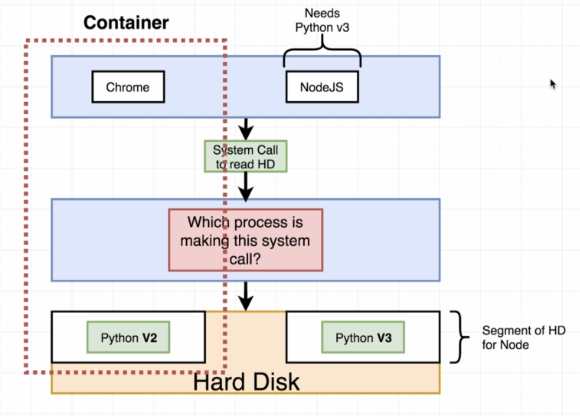 Needs
Python v3
Container
Chrome
NodeJS
System Call
to read HD
Which process is
making this system
call?
Python V2
Python V3
Segment of HD
for Node
Hard Disk